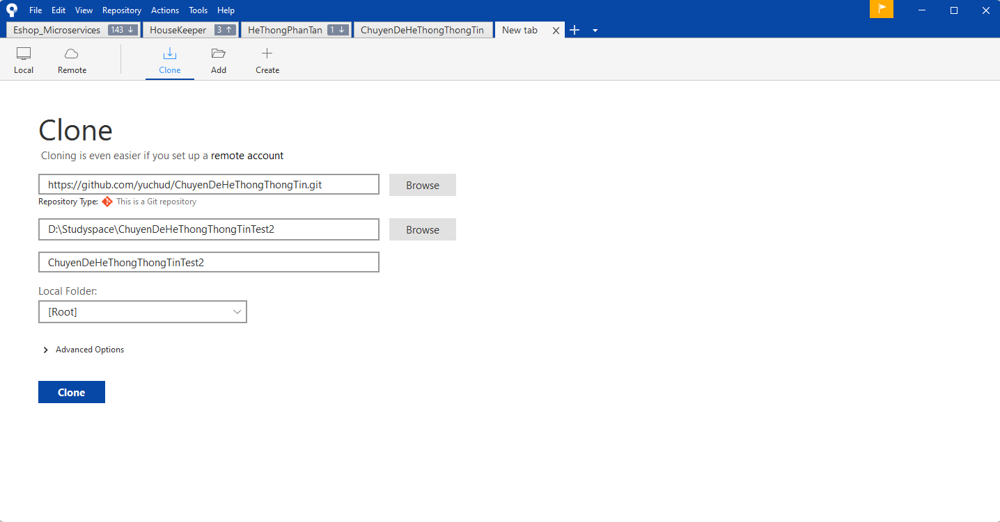 File Edit View Repository Actions Tools Help
Eshop_Microservices 143 ↓ HouseKeeper 3 ↑ HeThongPhanTan 1 ↓ ChuyenDeHeThongThongTin New tab
Local Remote Clone Add Create
Clone
Cloning is even easier if you set up a remote account
https://github.com/yuchud/ChuyenDeHeThongThongTin.git Browse
Repository Type: This is a Git repository
D:\Studyspace\ChuyenDeHeThongThongTinTest2 Browse
ChuyenDeHeThongThongTinTest2
Local Folder:
[Root]
Advanced Options
Clone